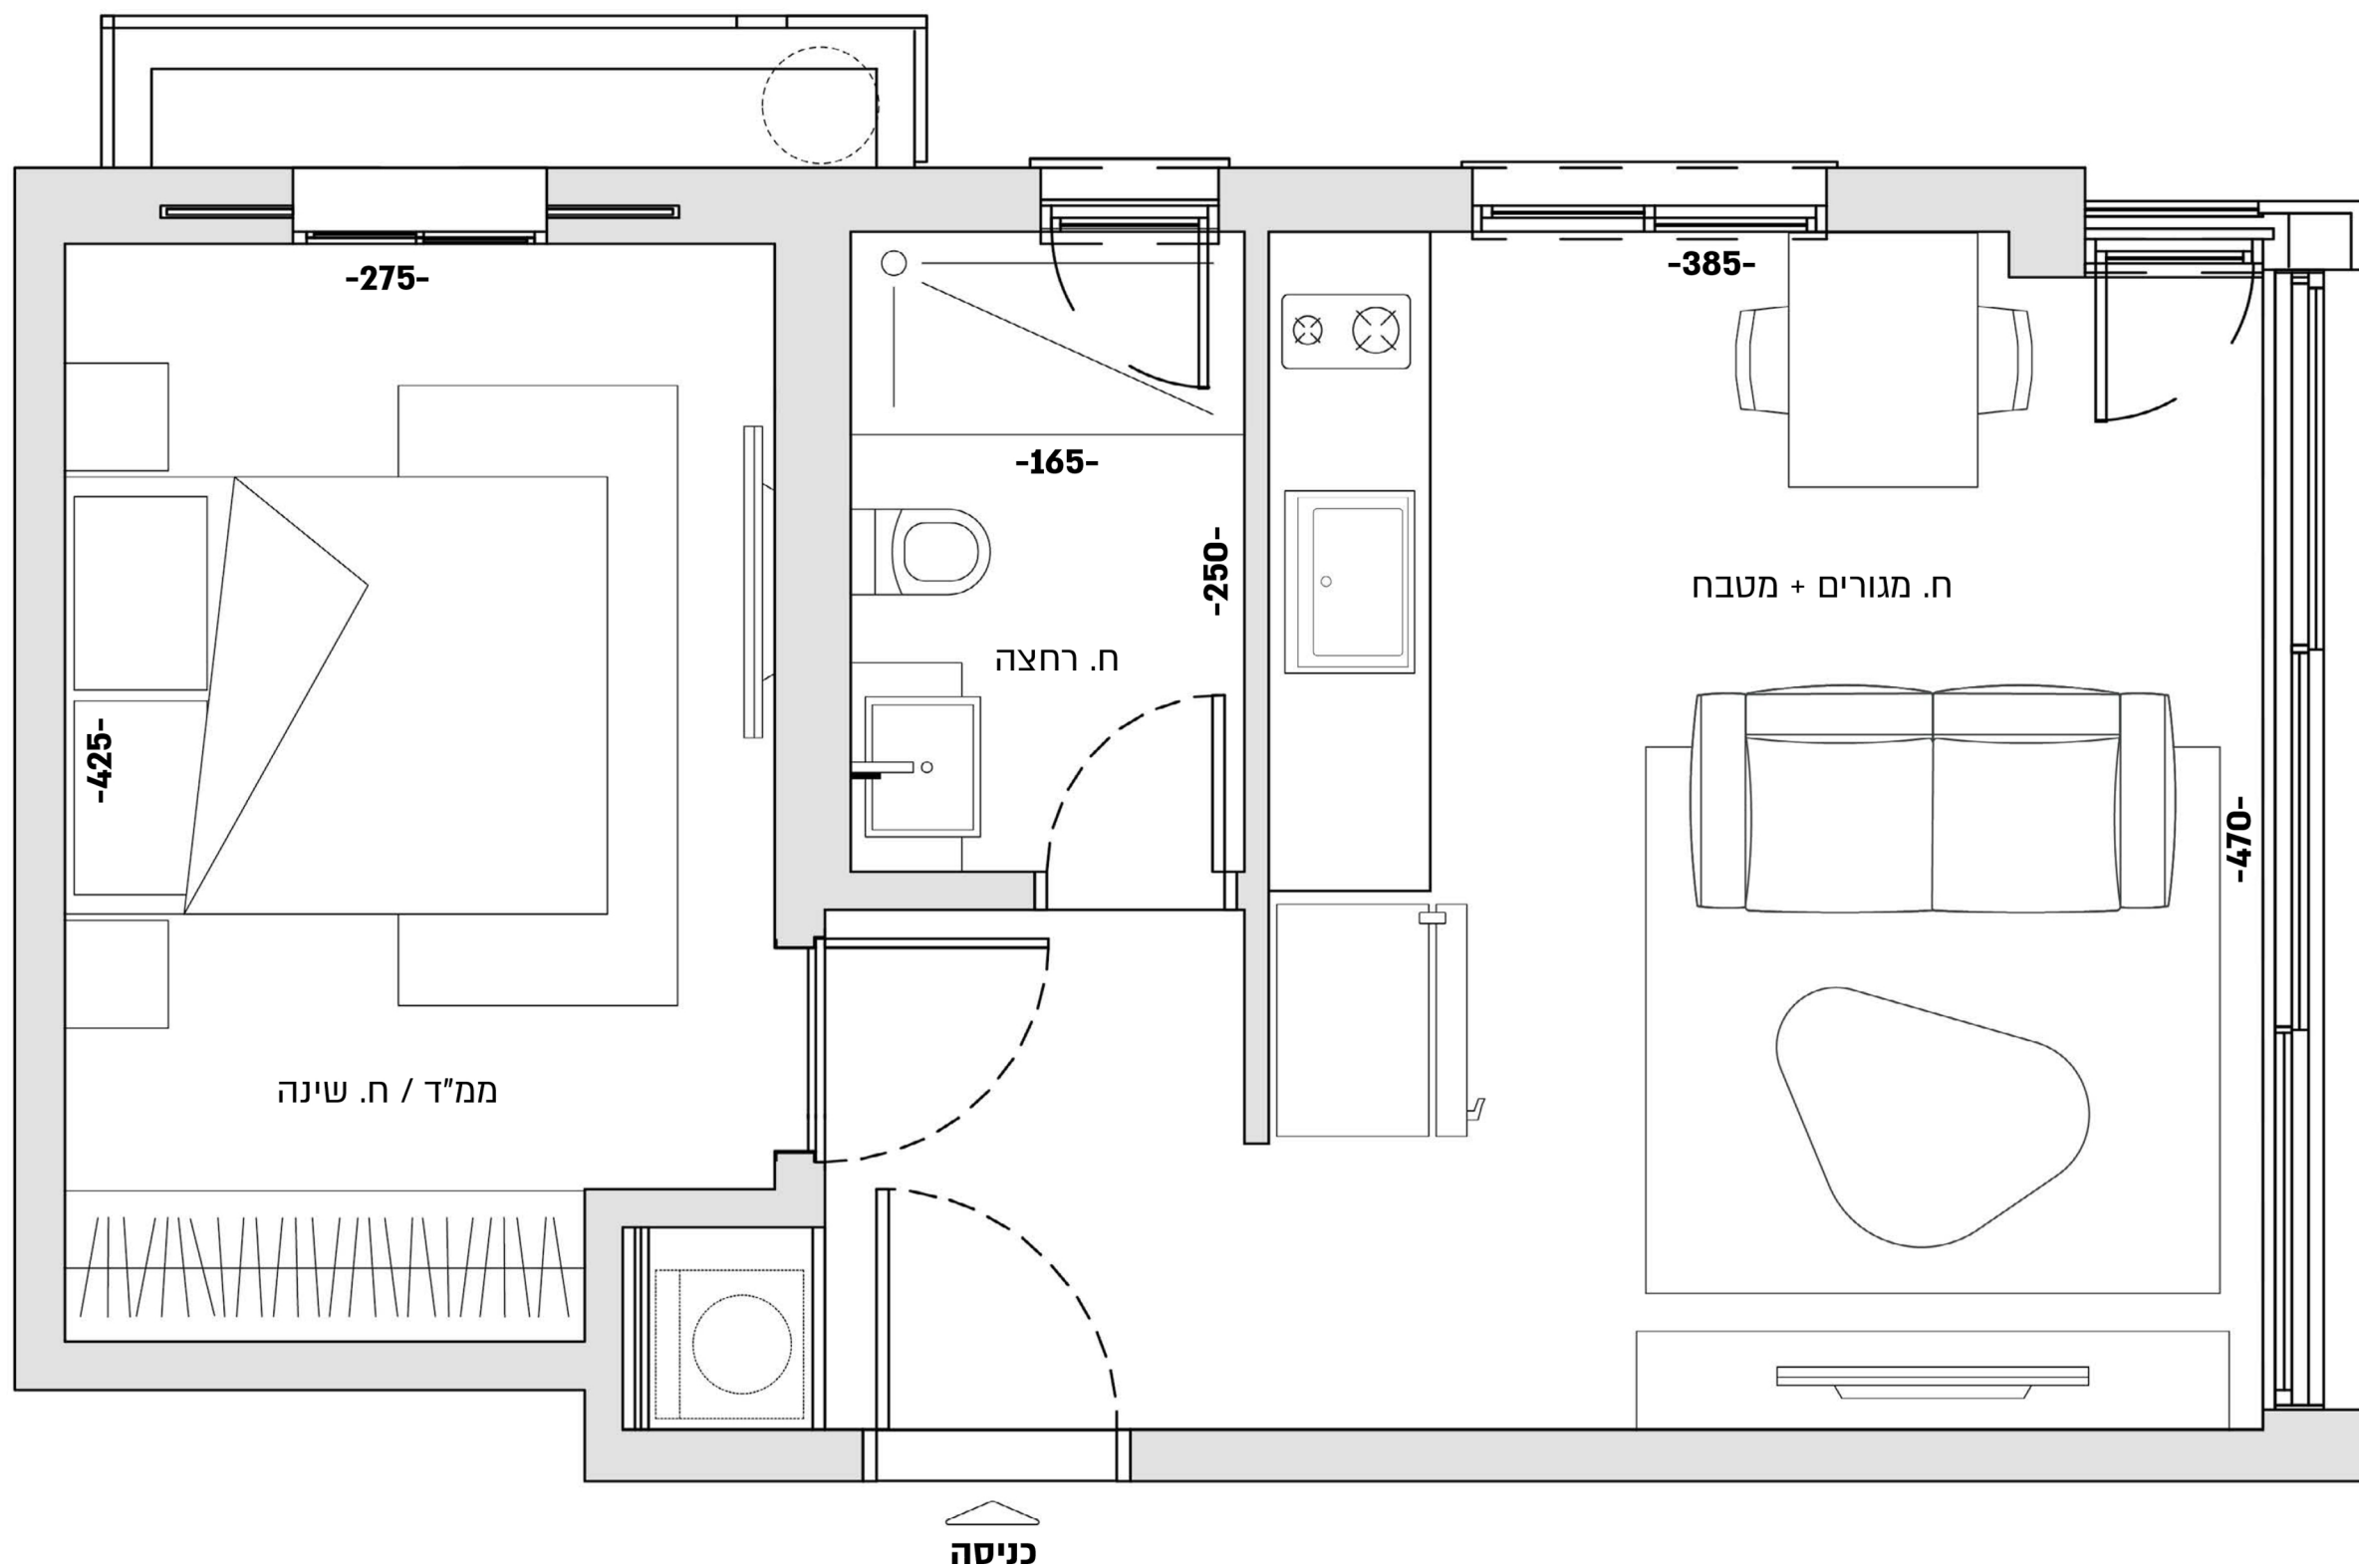 -275-
-385-
-165-
-250-
ח. מגורים + מטבח
ח. רחצה
-425-
-470-
ממ"ד / ח. שינה
כניסה